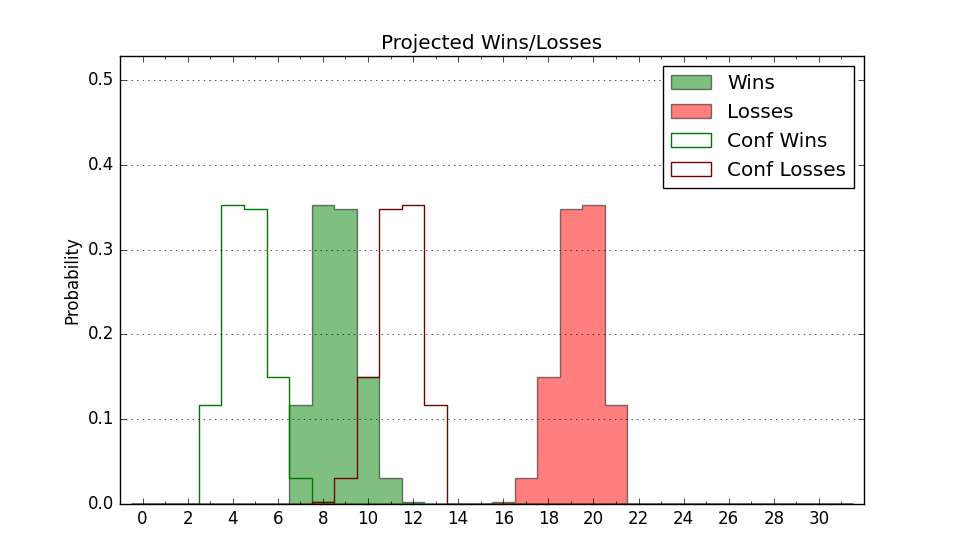 Projected Wins/Losses
Wins
Losses
Conf Wins
Conf Losses
Probability
0.5
0.4
0.3
0.2
0.1
0.0
0 2 4 6 8 10 12 14 16 18 20 22 24 26 28 30